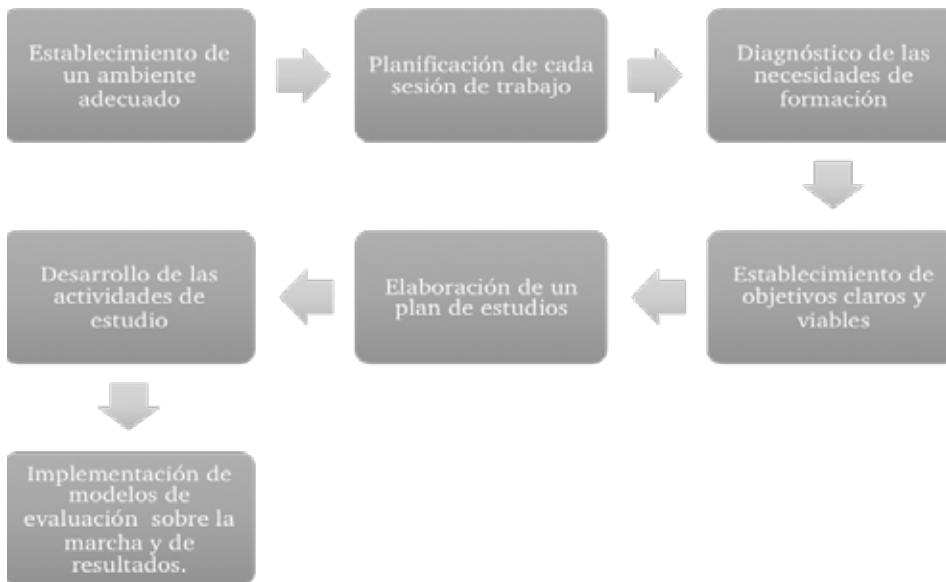 Establecimiento de
un ambiente
adecuado
Planificación de cada
sesión de trabajo
Diagnóstico de las
necesidades de
formación
Establecimiento de
objetivos claros y
viables
Elaboración de un
plan de estudios
Desarrollo de las
actividades de
estudio
Implementación de
modelos de
evaluación sobre la
marcha y de
resultados.